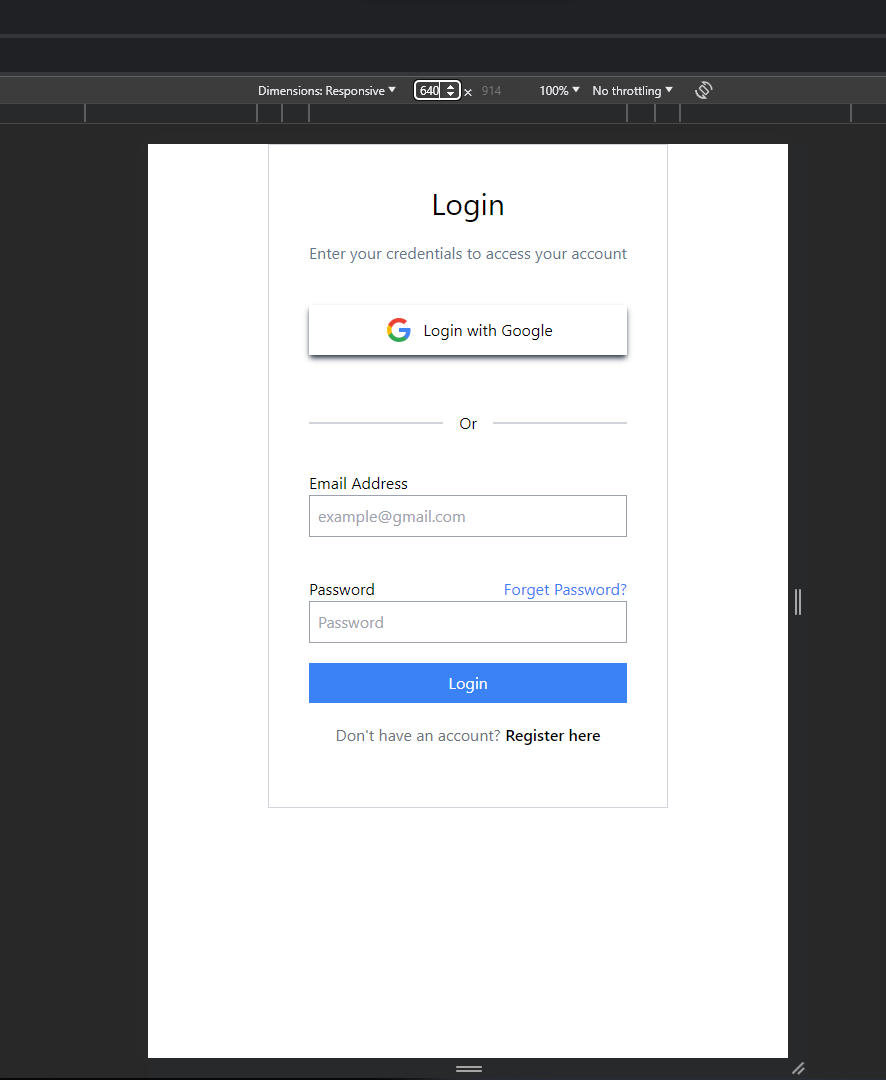 Dimensions: Responsive 640 × 914 100% No throttling
Login
Enter your credentials to access your account
Login with Google
Or
Email Address
example@gmail.com
Password Forget Password?
Password
Login
Don't have an account? Register here